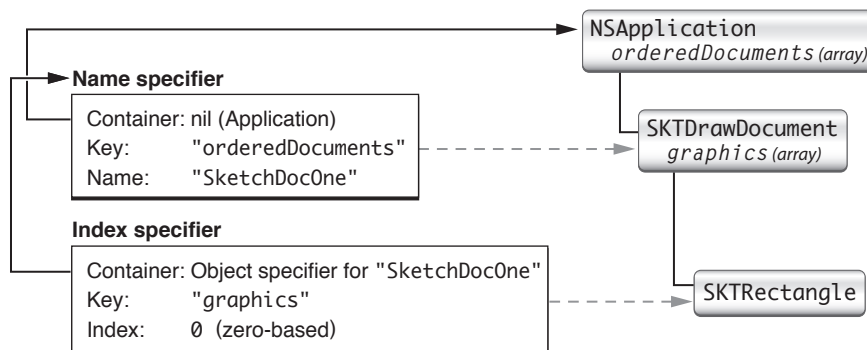 NSApplication
orderedDocuments (array)
Name specifier
Container: nil (Application)
Key: "orderedDocuments"
Name: "SketchDocOne"
SKTDrawDocument
graphics (array)
Index specifier
Container: Object specifier for "SketchDocOne"
Key: "graphics"
Index: 0 (zero-based)
SKTRectangle